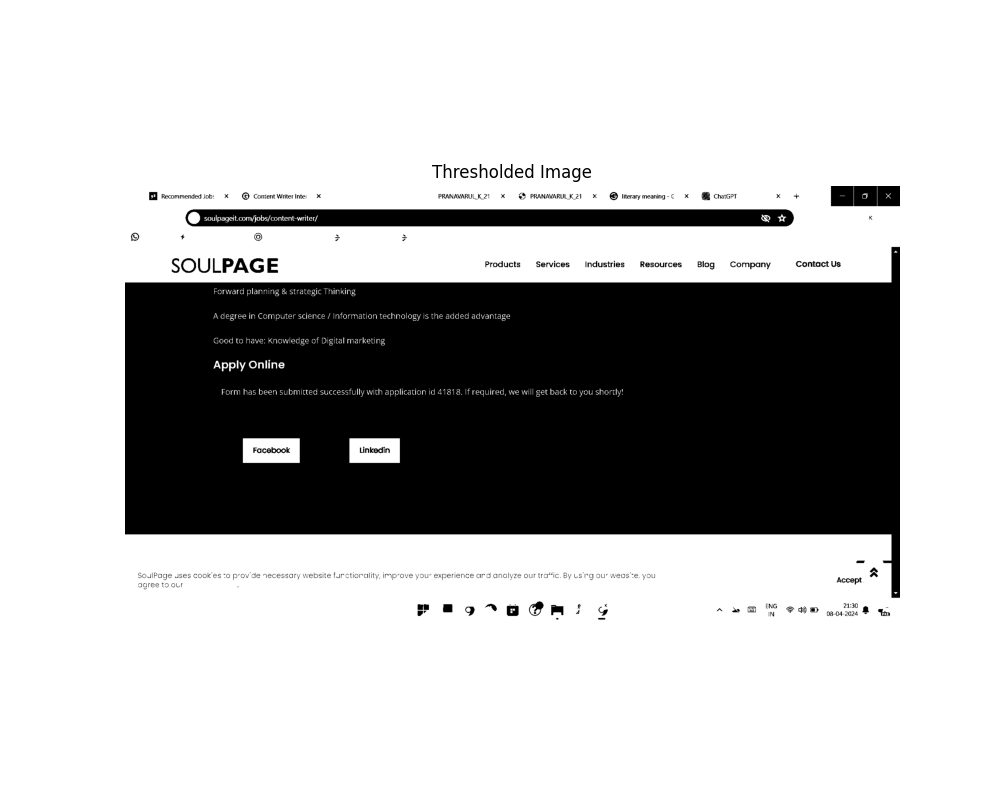 Thresholded Image
Recommended Jobs
Content Writer Inter
PRANAVARUL_K_21
PRANAVARUL_K_21
literary meaning - G
ChatGPT
soulpageit.com/jobs/content-writer/
SOULPAGE
Products Services Industries Resources Blog Company Contact Us
Forward planning & strategic Thinking
A degree in Computer science / Information technology is the added advantage
Good to have: Knowledge of Digital marketing
Apply Online
Form has been submitted successfully with application id 41818. If required, we will get back to you shortly!
Facebook Linkedin
SoulPage uses cookies to provide necessary website functionality, improve your experience and analyze our traffic. By using our website, you
agree to our
Accept
ENG
IN
21:30
08-04-2024